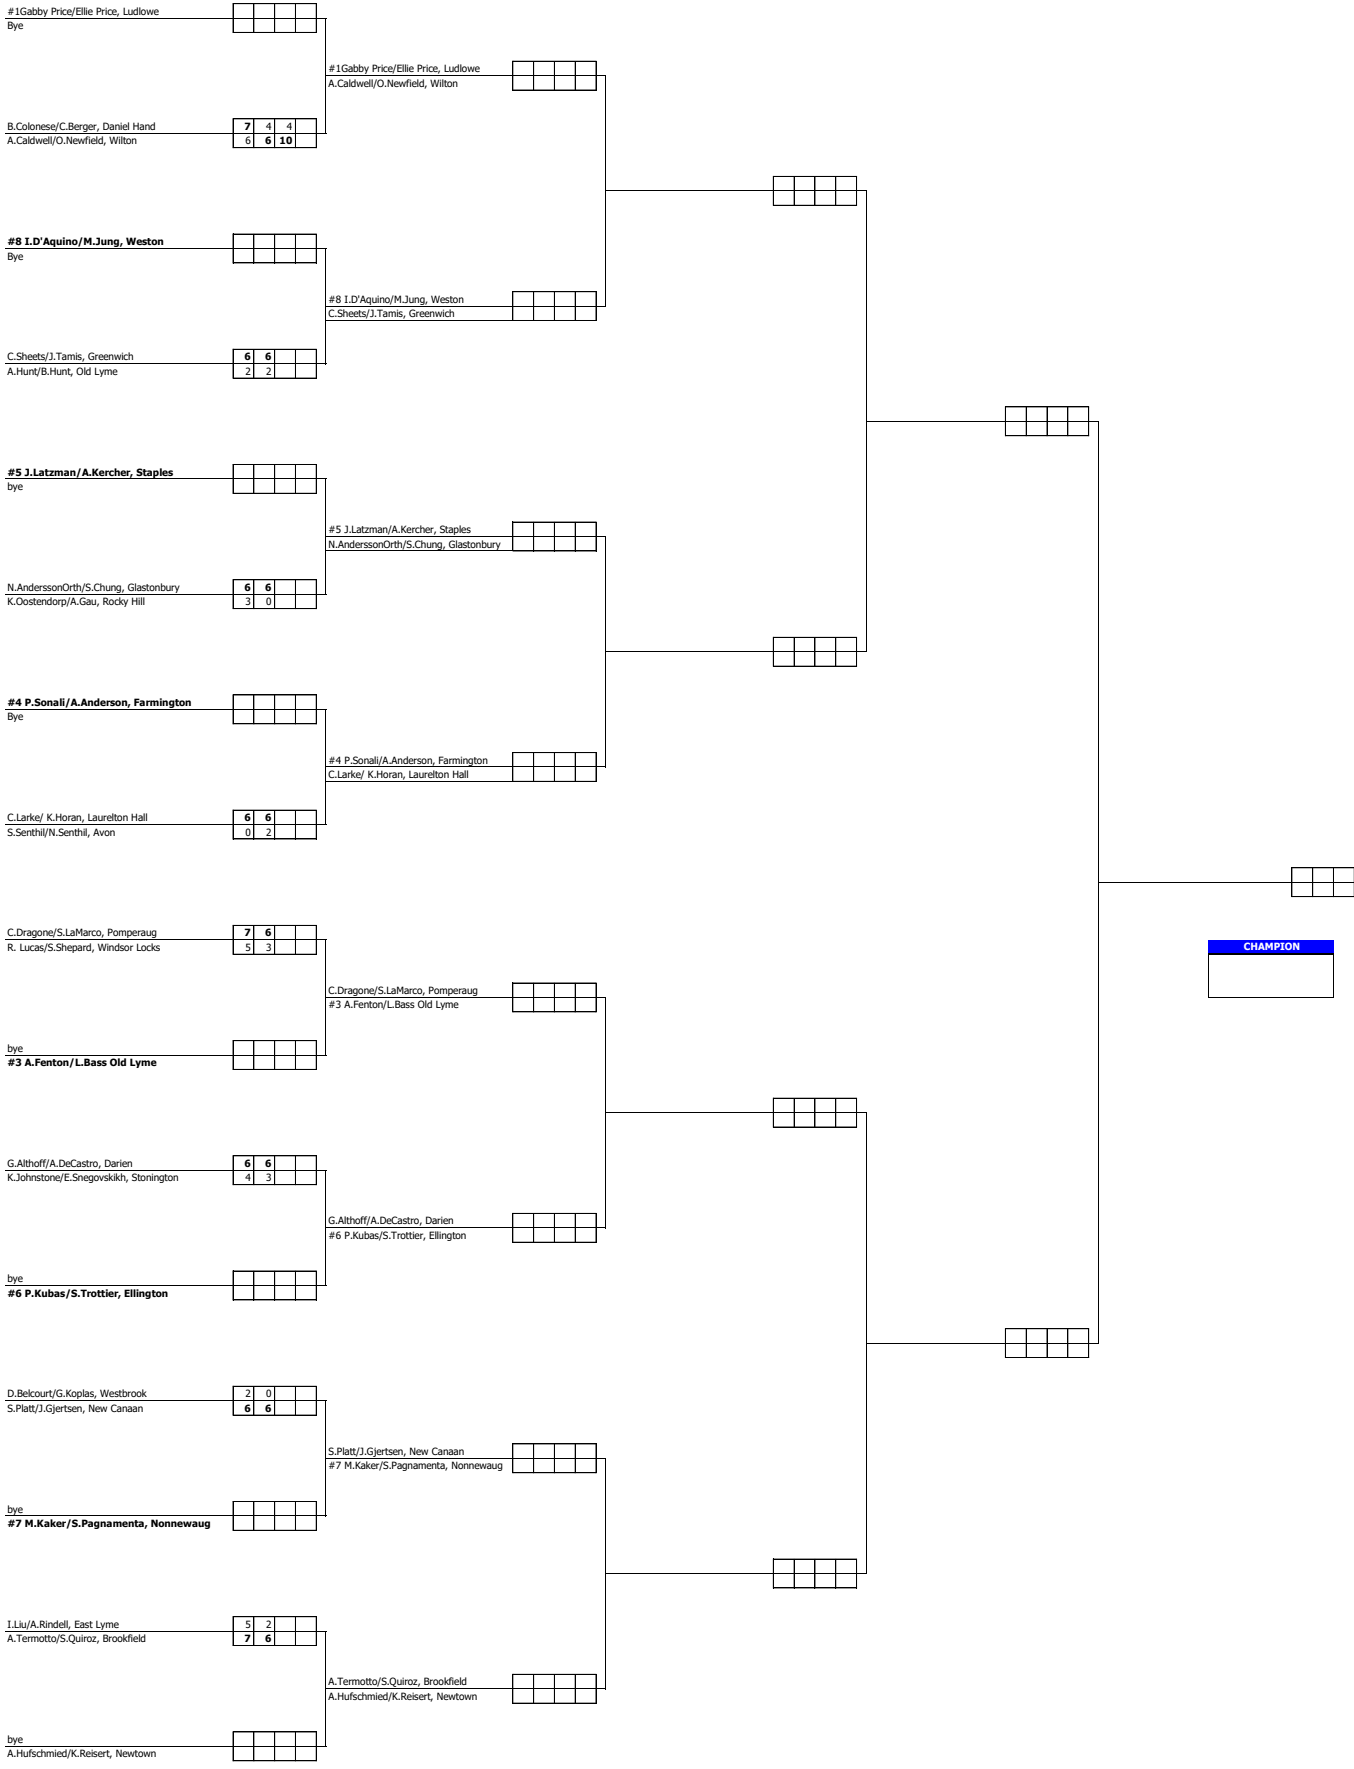 #1Gabby Price/Ellie Price, Ludlowe
Bye
#1Gabby Price/Ellie Price, Ludlowe
A.Caldwell/O.Newfield, Wilton
B.Colonese/C.Berger, Daniel Hand 7 4 4
A.Caldwell/O.Newfield, Wilton 6 6 10
#8 I.D'Aquino/M.Jung, Weston
Bye
#8 I.D'Aquino/M.Jung, Weston
C.Sheets/J.Tamis, Greenwich
C.Sheets/J.Tamis, Greenwich 6 6
A.Hunt/B.Hunt, Old Lyme 2 2
#5 J.Latzman/A.Kercher, Staples
bye
#5 J.Latzman/A.Kercher, Staples
N.AnderssonOrth/S.Chung, Glastonbury
N.AnderssonOrth/S.Chung, Glastonbury 6 6
K.Oostendorp/A.Gau, Rocky Hill 3 0
#4 P.Sonali/A.Anderson, Farmington
Bye
#4 P.Sonali/A.Anderson, Farmington
C.Larke/ K.Horan, Laurelton Hall
C.Larke/ K.Horan, Laurelton Hall 6 6
S.Senthil/N.Senthil, Avon 0 2
C.Dragone/S.LaMarco, Pomperaug 7 6
R. Lucas/S.Shepard, Windsor Locks 5 3
CHAMPION
C.Dragone/S.LaMarco, Pomperaug
#3 A.Fenton/L.Bass Old Lyme
bye
#3 A.Fenton/L.Bass Old Lyme
G.Althoff/A.DeCastro, Darien 6 6
K.Johnstone/E.Snegovskikh, Stonington 4 3
G.Althoff/A.DeCastro, Darien
#6 P.Kubas/S.Trottier, Ellington
bye
#6 P.Kubas/S.Trottier, Ellington
D.Belcourt/G.Koplas, Westbrook 2 0
S.Platt/J.Gjertsen, New Canaan 6 6
S.Platt/J.Gjertsen, New Canaan
#7 M.Kaker/S.Pagnamenta, Nonnewaug
bye
#7 M.Kaker/S.Pagnamenta, Nonnewaug
I.Liu/A.Rindell, East Lyme 5 2
A.Termotto/S.Quiroz, Brookfield 7 6
A.Termotto/S.Quiroz, Brookfield
A.Hufschmied/K.Reisert, Newtown
bye
A.Hufschmied/K.Reisert, Newtown